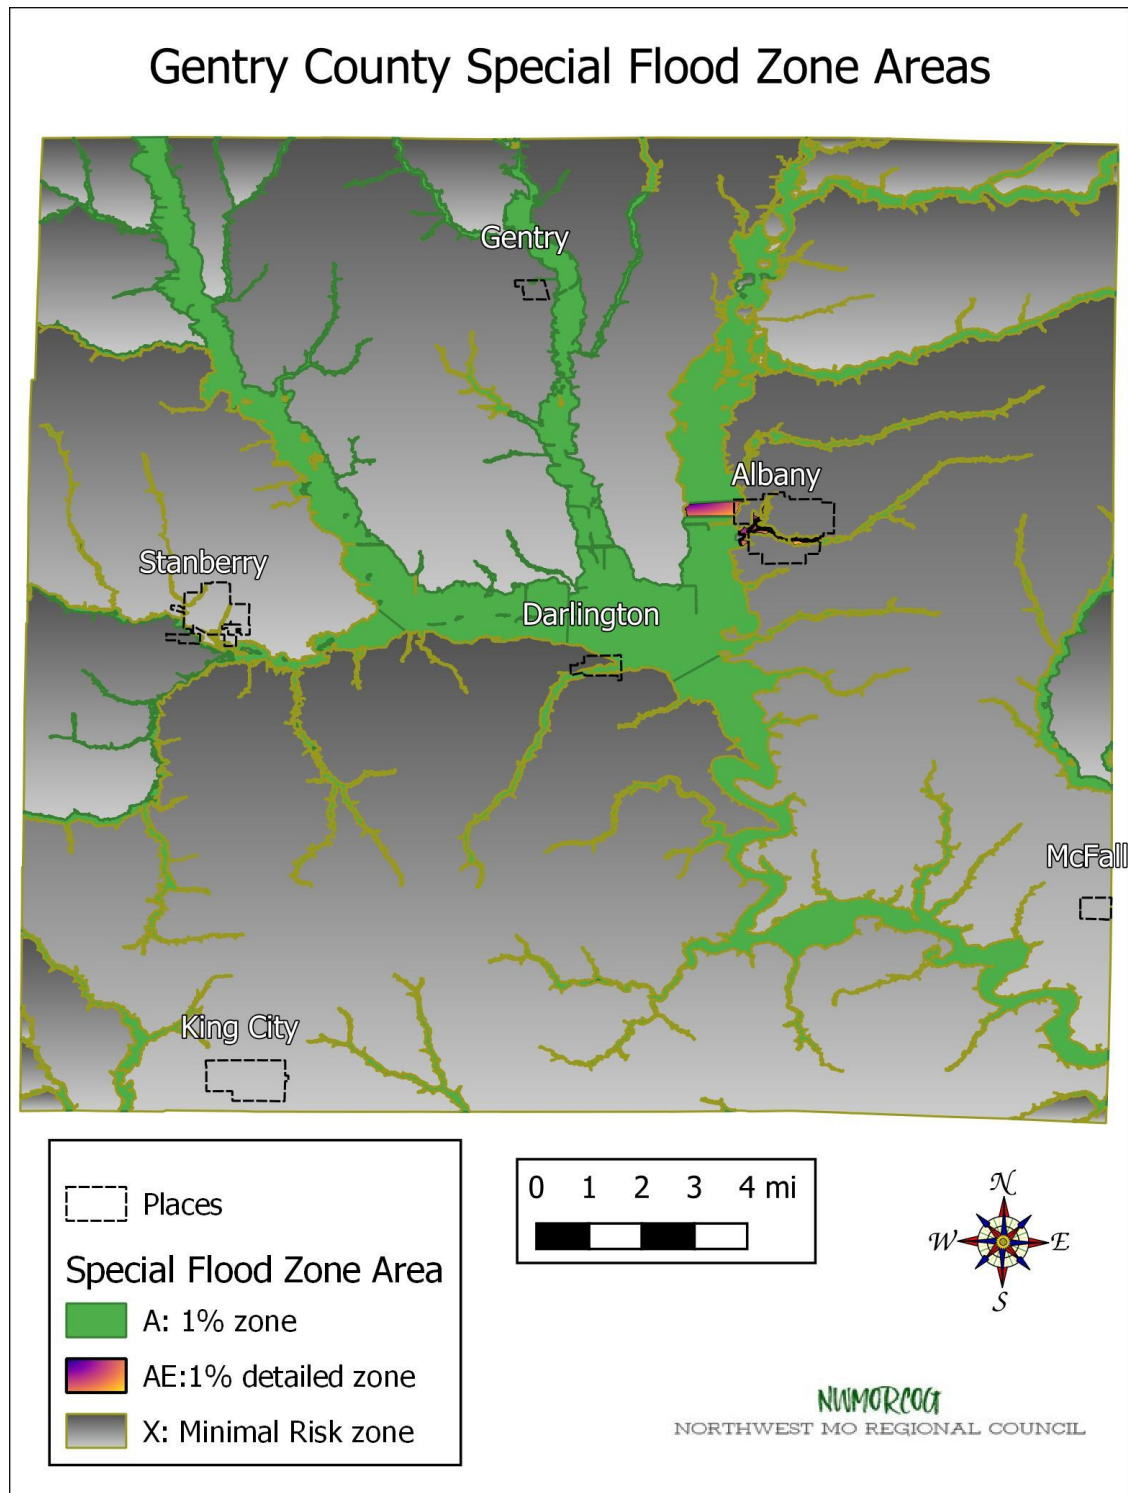 Gentry County Special Flood Zone Areas
Gentry
Albany
Stanberry
Darlington
McFall
King City
Places
Special Flood Zone Area
A: 1% zone
AE:1% detailed zone
X: Minimal Risk zone
0 1 2 3 4 mi
N
W E
S
NWMORCOG
NORTHWEST MO REGIONAL COUNCIL